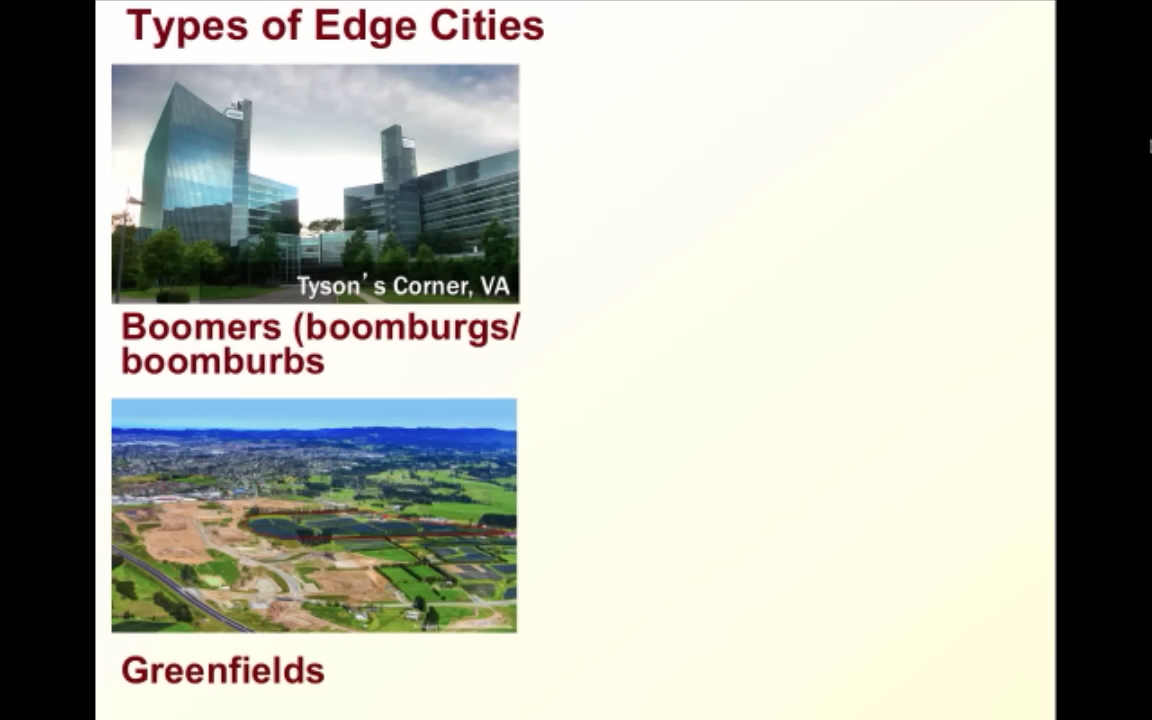 Types of Edge Cities
Tyson's Corner, VA
Boomers (boomburgs/
boomburbs
Greenfields